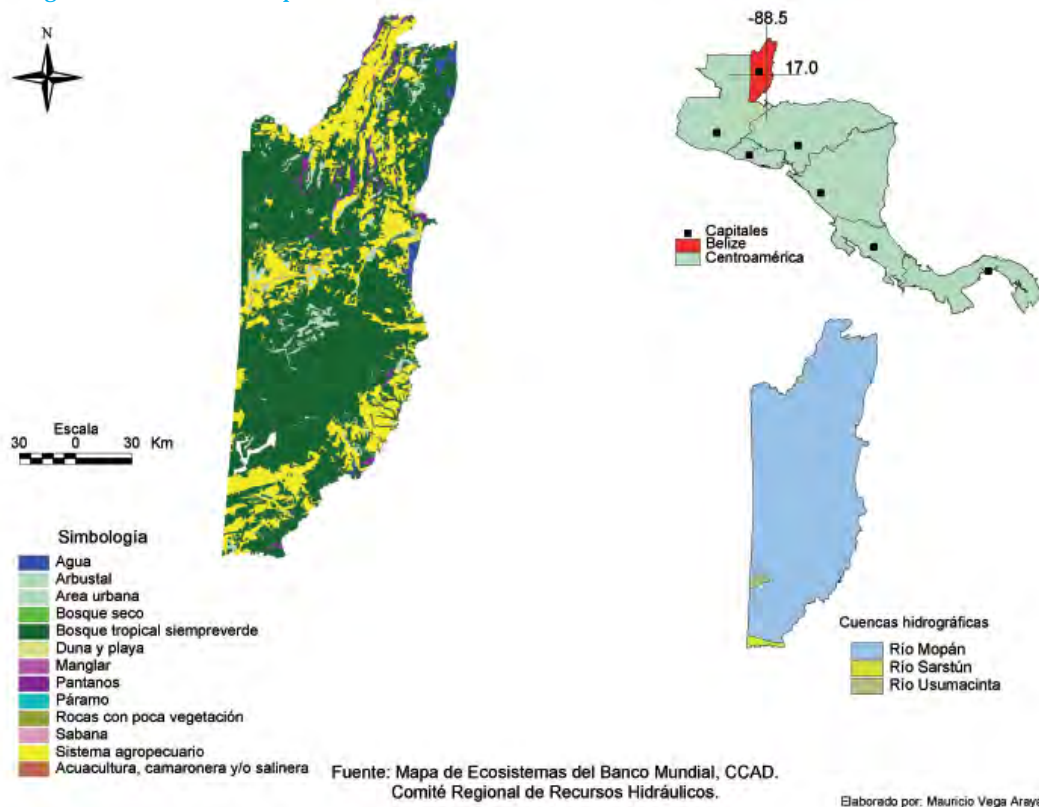 N
-88.5
17.0
Capitales
Belize
Centroamérica
Escala
30 0 30 Km
Simbología
Agua
Arbustal
Area urbana
Bosque seco
Bosque tropical siempreverde
Duna y playa
Manglar
Pantanos
Páramo
Rocas con poca vegetación
Sabana
Sistema agropecuario
Acuacultura, camaronera y/o salinera
Cuencas hidrográficas
Río Mopán
Río Sarstún
Río Usumacinta
Fuente: Mapa de Ecosistemas del Banco Mundial, CCAD.
Comité Regional de Recursos Hidráulicos.
Elaborado por: Mauricio Vega Araya